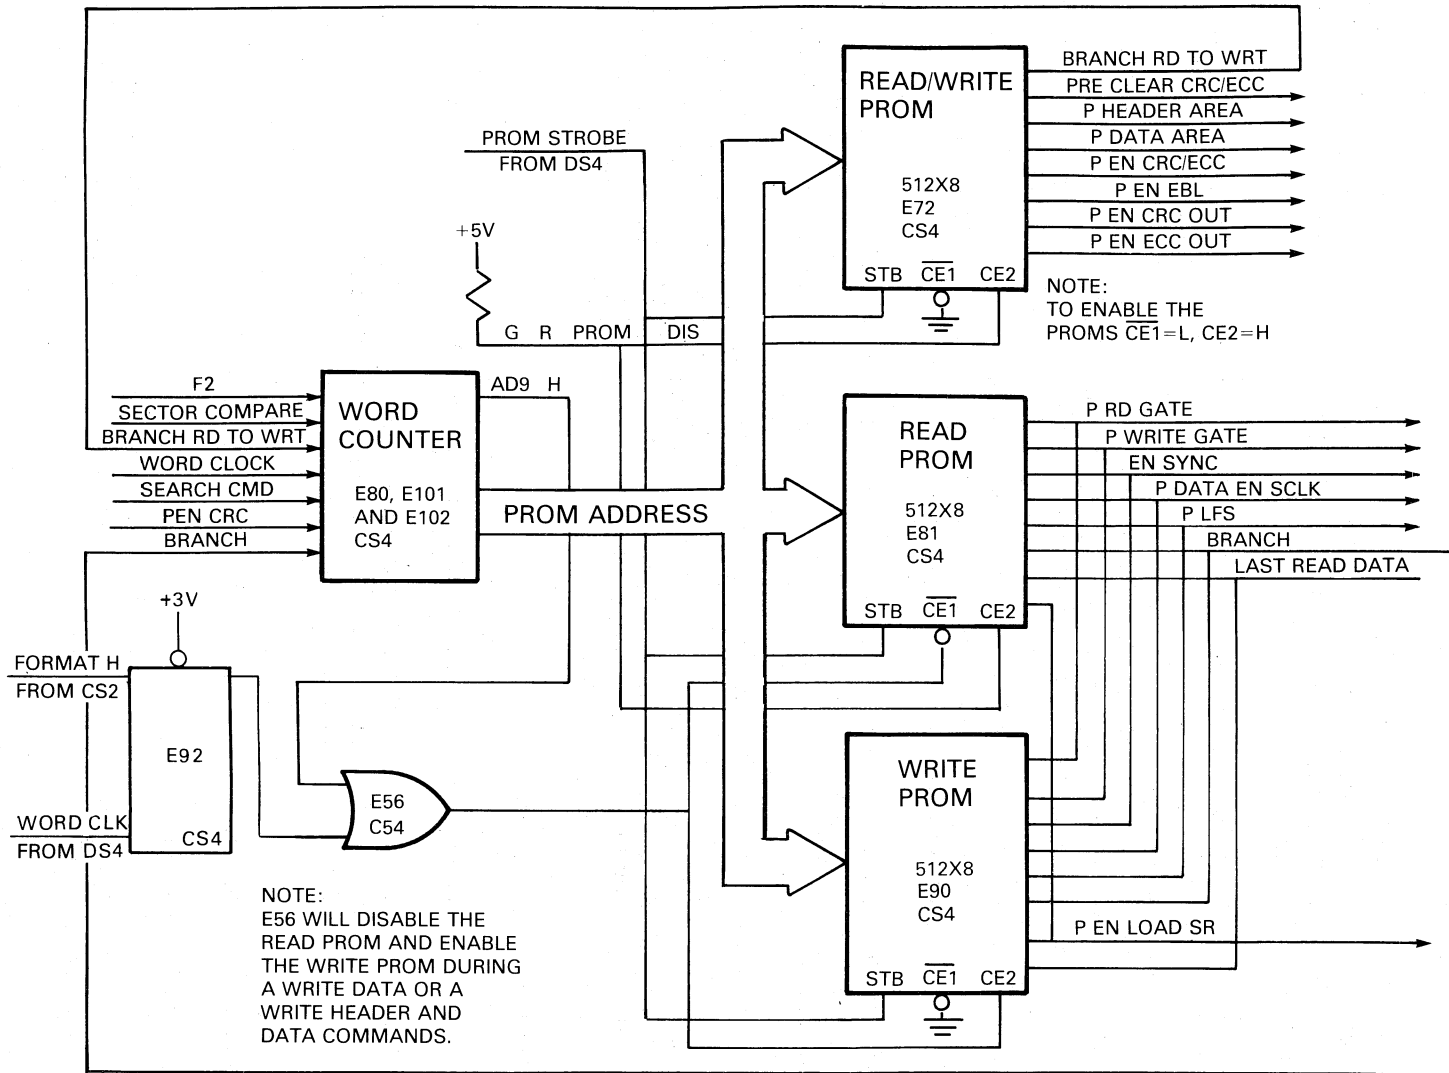 BRANCH RD TO WRT
PRE CLEAR CRC/ECC
P HEADER AREA
P DATA AREA
P EN CRC/ECC
P EN EBL
P EN CRC OUT
P EN ECC OUT
READ/WRITE
PROM
512X8
E72
CS4
STB CE1 CE2
NOTE:
TO ENABLE THE
PROMS CE1=L, CE2=H
PROM STROBE
FROM DS4
+5V
G R PROM DIS
F2
SECTOR COMPARE
BRANCH RD TO WRT
WORD CLOCK
SEARCH CMD
PEN CRC
BRANCH
WORD
COUNTER
E80, E101
AND E102
CS4
AD9 H
PROM ADDRESS
READ
PROM
512X8
E81
CS4
STB CE1 CE2
P RD GATE
P WRITE GATE
EN SYNC
P DATA EN SCLK
P LFS
BRANCH
LAST READ DATA
+3V
FORMAT H
FROM CS2
E92
WORD CLK
FROM DS4
CS4
E56
C54
WRITE
PROM
512X8
E90
CS4
STB CE1 CE2
P EN LOAD SR
NOTE:
E56 WILL DISABLE THE
READ PROM AND ENABLE
THE WRITE PROM DURING
A WRITE DATA OR A
WRITE HEADER AND
DATA COMMANDS.